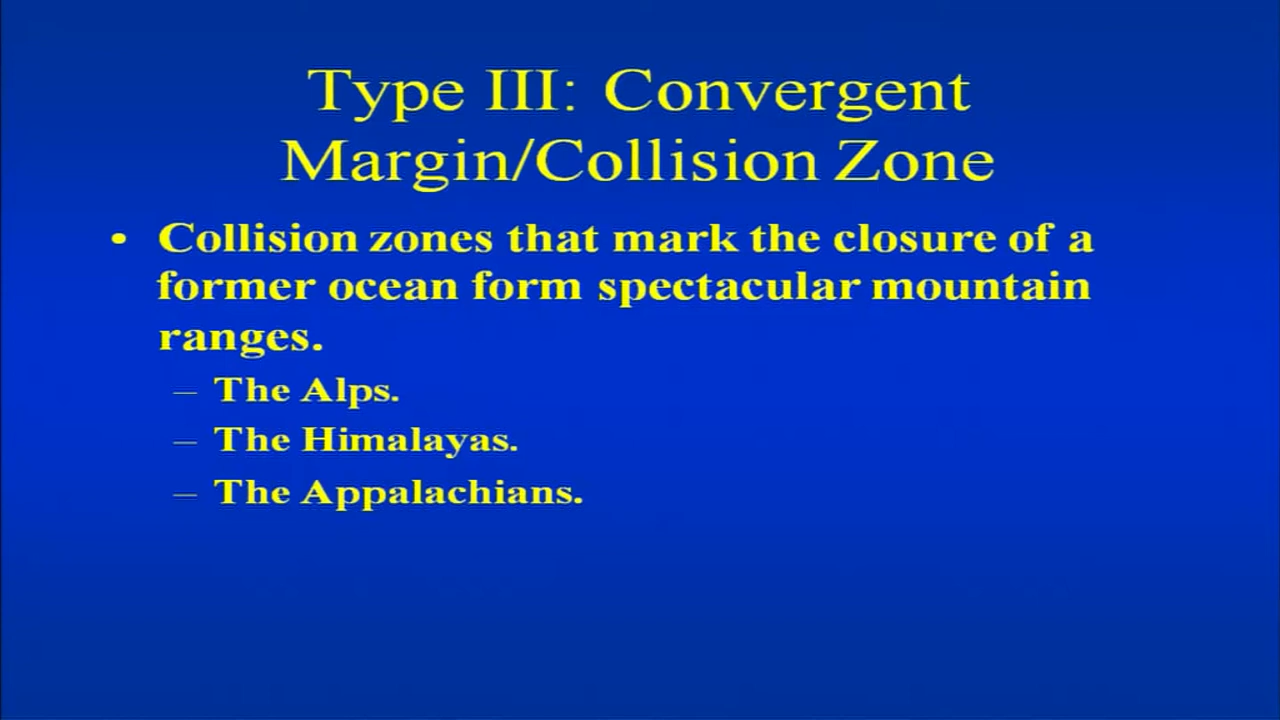 Type III: Convergent
Margin/Collision Zone
• Collision zones that mark the closure of a
former ocean form spectacular mountain
ranges.
– The Alps.
– The Himalayas.
– The Appalachians.